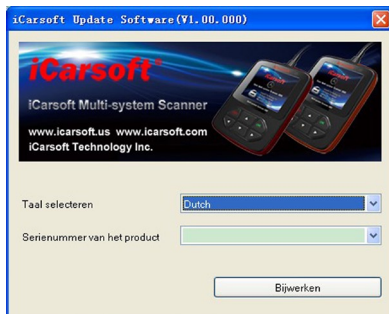 iCarsoft Update Software(V1.00.000)
iCarsoft
iCarsoft Multi-system Scanner
www.icarsoft.us www.icarsoft.com
iCarsoft Technology Inc.
Taal selecteren
Dutch
Serienummer van het product
Bijwerken